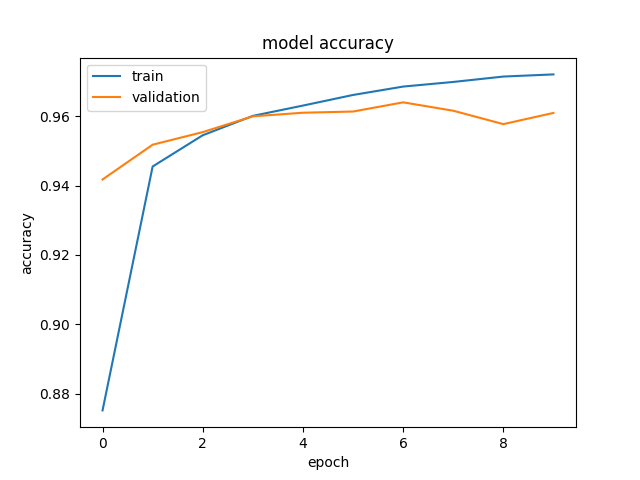 model accuracy
train
validation
accuracy
0.96
0.94
0.92
0.90
0.88
0 2 4 6 8
epoch